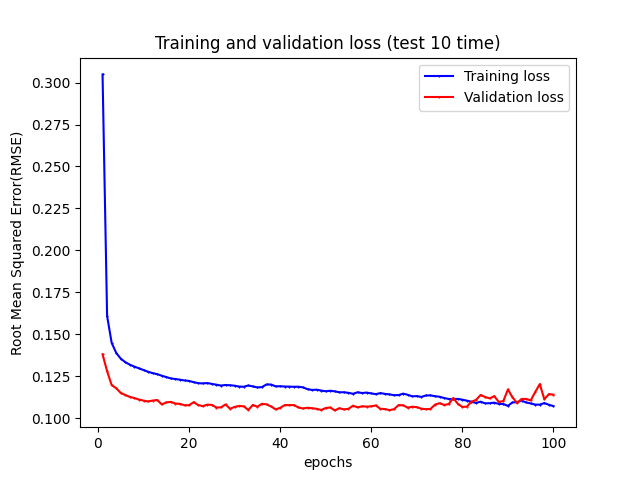 Training and validation loss (test 10 time)
Training loss
Validation loss
Root Mean Squared Error(RMSE)
0.300
0.275
0.250
0.225
0.200
0.175
0.150
0.125
0.100
0 20 40 60 80 100
epochs